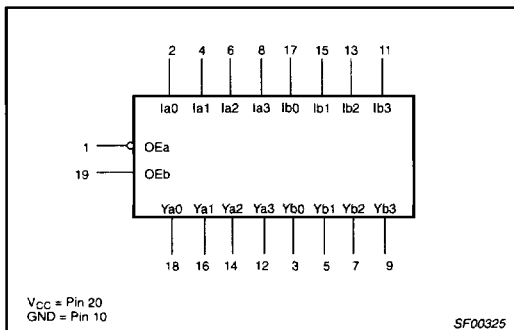 2 4 6 8 17 15 13 11
Ia0 Ia1 Ia2 Ia3 Ib0 Ib1 Ib2 Ib3
1 OEa
19 OEb
Ya0 Ya1 Ya2 Ya3 Yb0 Yb1 Yb2 Yb3
18 16 14 12 3 5 7 9
VCC = Pin 20
GND = Pin 10
SF00325